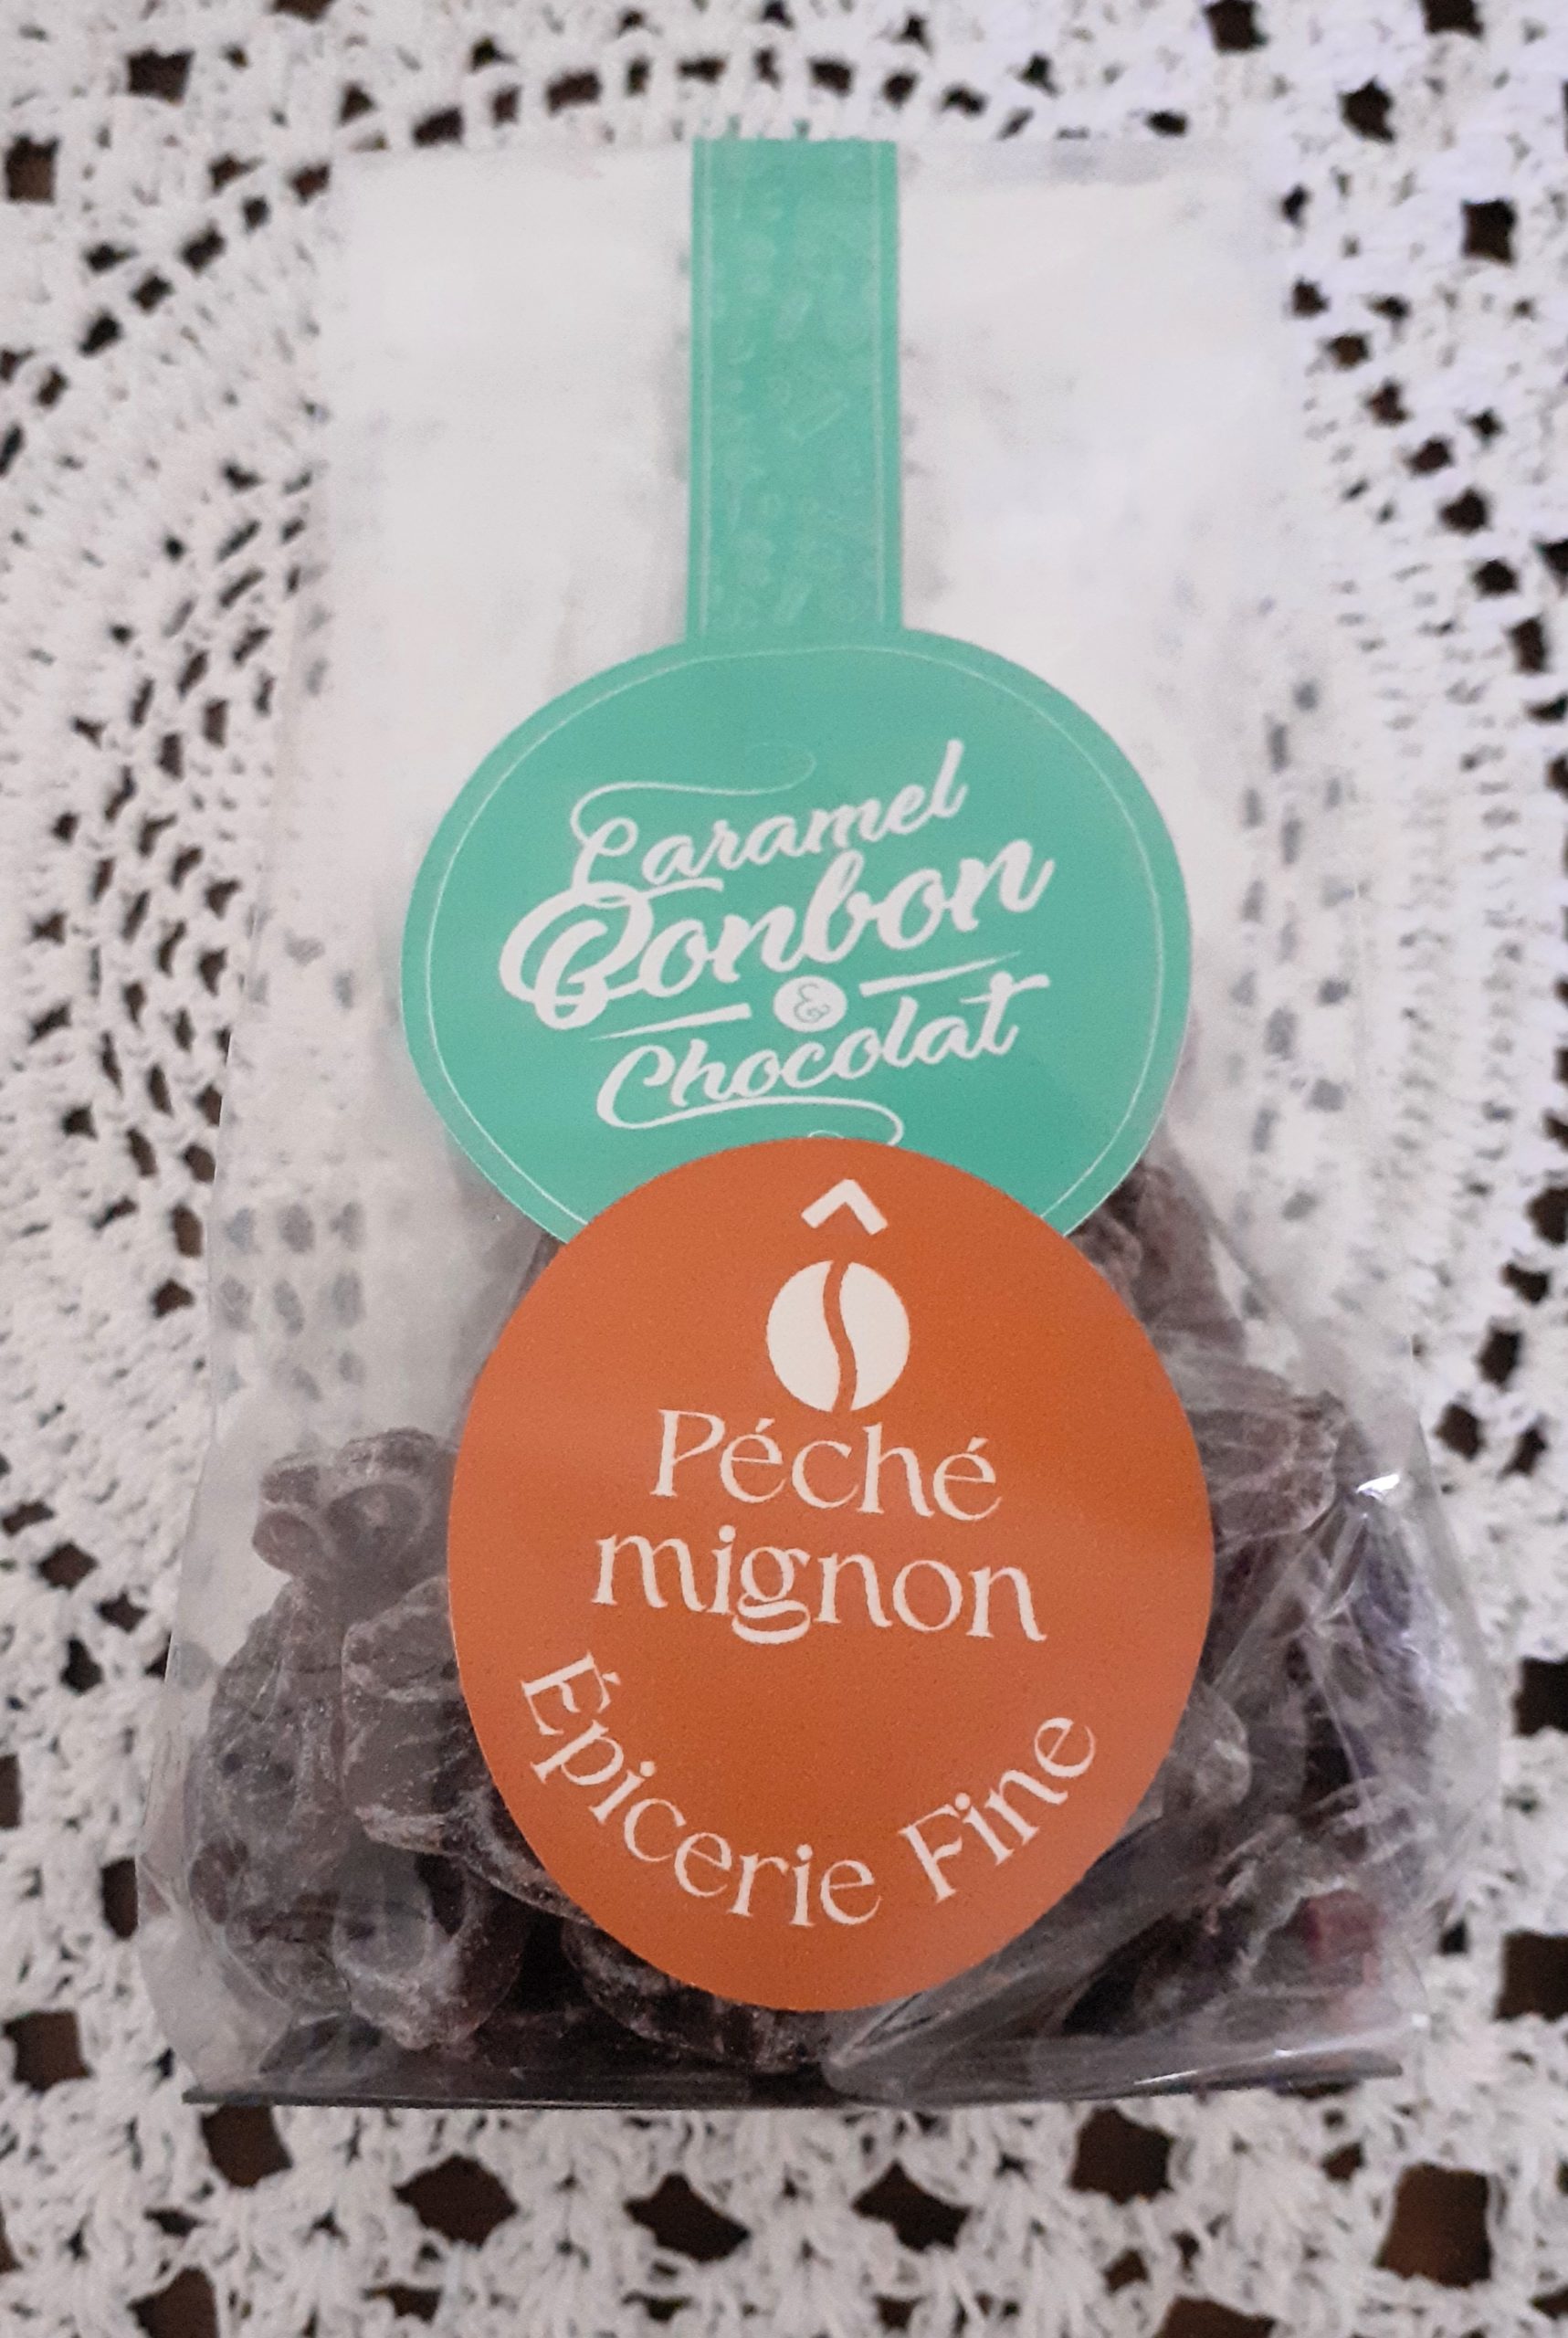 Caramel
Bonbon
&
Chocolat
Ô
Péché
mignon
Épicerie Fine